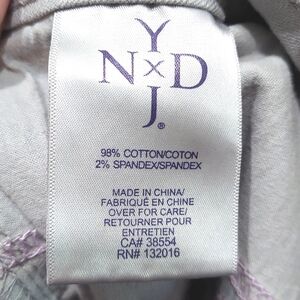 Y
N X D
J®
98% COTTON/COTON
2% SPANDEX/SPANDEX
MADE IN CHINA/
FABRIQUÉ EN CHINE
OVER FOR CARE/
RETOURNER POUR
ENTRETIEN
CA# 38554
RN# 132016